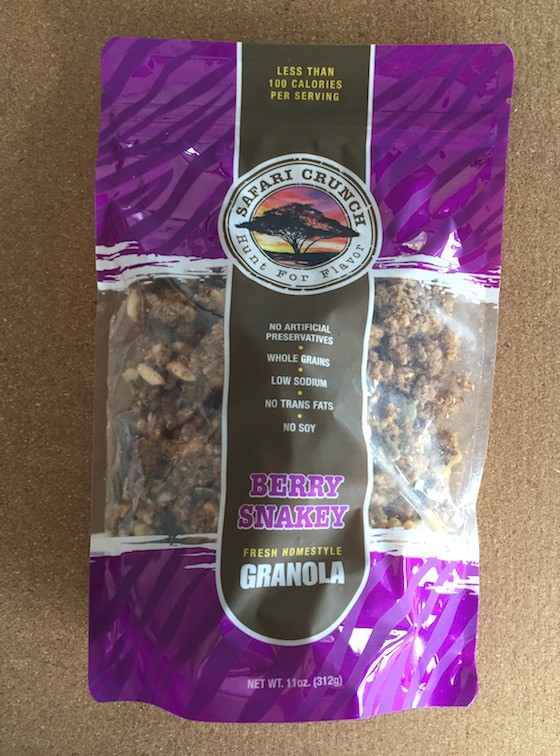 LESS THAN
100 CALORIES
PER SERVING
SAFARI CRUNCH
Hunt For Flavor
NO ARTIFICIAL
PRESERVATIVES
WHOLE GRAINS
LOW SODIUM
NO TRANS FATS
NO SOY
BERRY
SNAKEY
FRESH HOMESTYLE
GRANOLA
NET WT. 11oz. (312g)